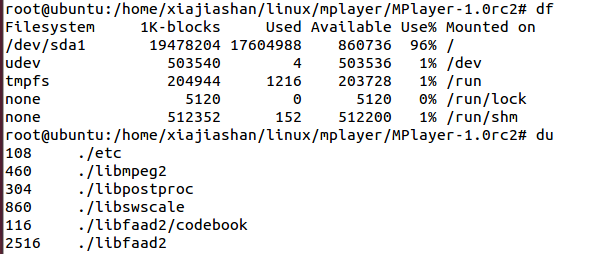 root@ubuntu:/home/xiajiashan/linux/mplayer/MPlayer-1.0rc2# df
Filesystem     1K-blocks     Used Available Use% Mounted on
/dev/sda1       19478204 17604988    860736  96% /
udev              503540        4    503536   1% /dev
tmpfs             204944     1216    203728   1% /run
none                5120        0      5120   0% /run/lock
none              512352      152    512200   1% /run/shm
root@ubuntu:/home/xiajiashan/linux/mplayer/MPlayer-1.0rc2# du
108     ./etc
460     ./libmpeg2
304     ./libpostproc
860     ./libswscale
116     ./libfaad2/codebook
2516    ./libfaad2